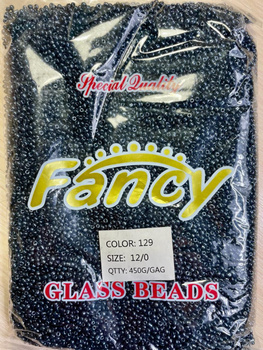 Special Quality
Fancy
COLOR: 129
SIZE: 12/0
QTTY: 450G/GAG
GLASS BEADS